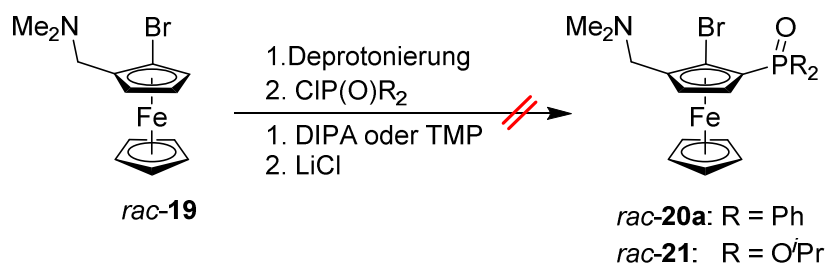 Me₂N Br
Fe
rac-19
1.Deprotonierung
2. ClP(O)R₂
1. DIPA oder TMP
2. LiCl
Me₂N Br O
P
R₂
Fe
rac-20a: R = Ph
rac-21: R = OⁱPr